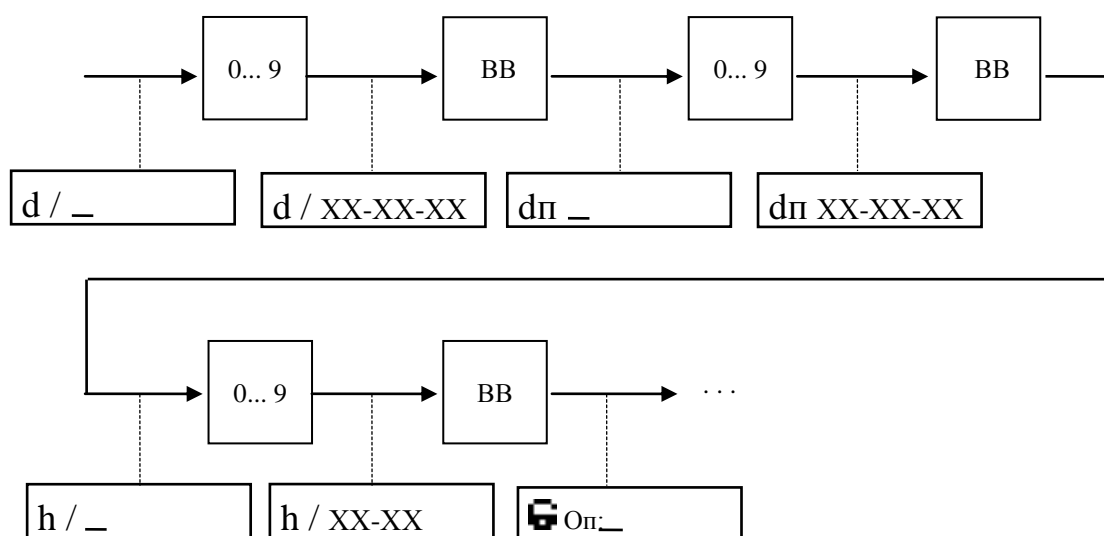 0... 9 ВВ 0... 9 ВВ
d / _ d / XX-XX-XX dп _ dп XX-XX-XX
0... 9 ВВ . . .
h / _ h / XX-XX Оп:_